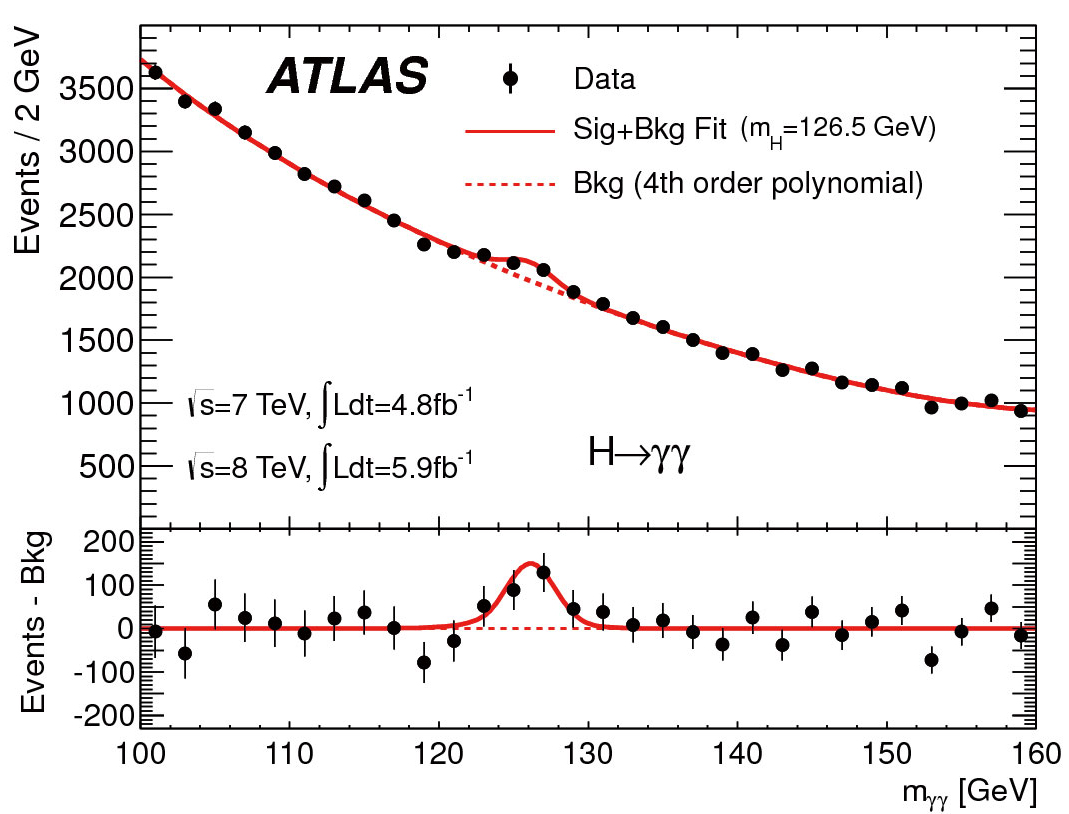 Events / 2 GeV
3500
3000
2500
2000
1500
1000
500
ATLAS
Data
Sig+Bkg Fit (m_H=126.5 GeV)
Bkg (4th order polynomial)
√s=7 TeV, ∫Ldt=4.8fb⁻¹
√s=8 TeV, ∫Ldt=5.9fb⁻¹
H→γγ
Events - Bkg
200
100
0
-100
-200
100 110 120 130 140 150 160
m_γγ [GeV]